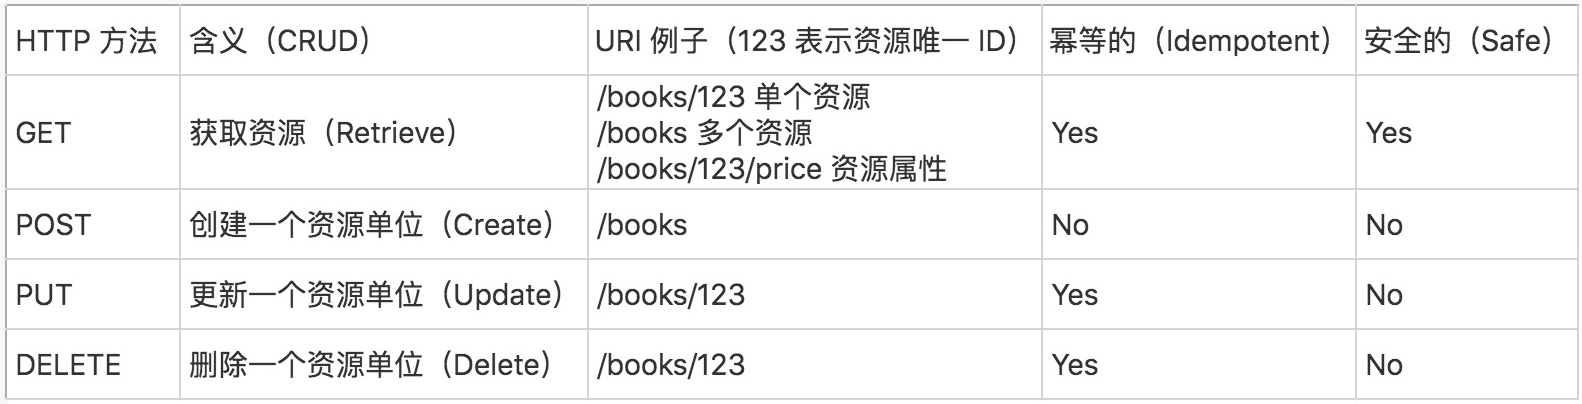 HTTP 方法 含义（CRUD） URI 例子（123 表示资源唯一 ID） 幂等的（Idempotent） 安全的（Safe）
/books/123 单个资源
GET 获取资源（Retrieve） /books 多个资源 Yes Yes
/books/123/price 资源属性
POST 创建一个资源单位（Create） /books No No
PUT 更新一个资源单位（Update） /books/123 Yes No
DELETE 删除一个资源单位（Delete） /books/123 Yes No